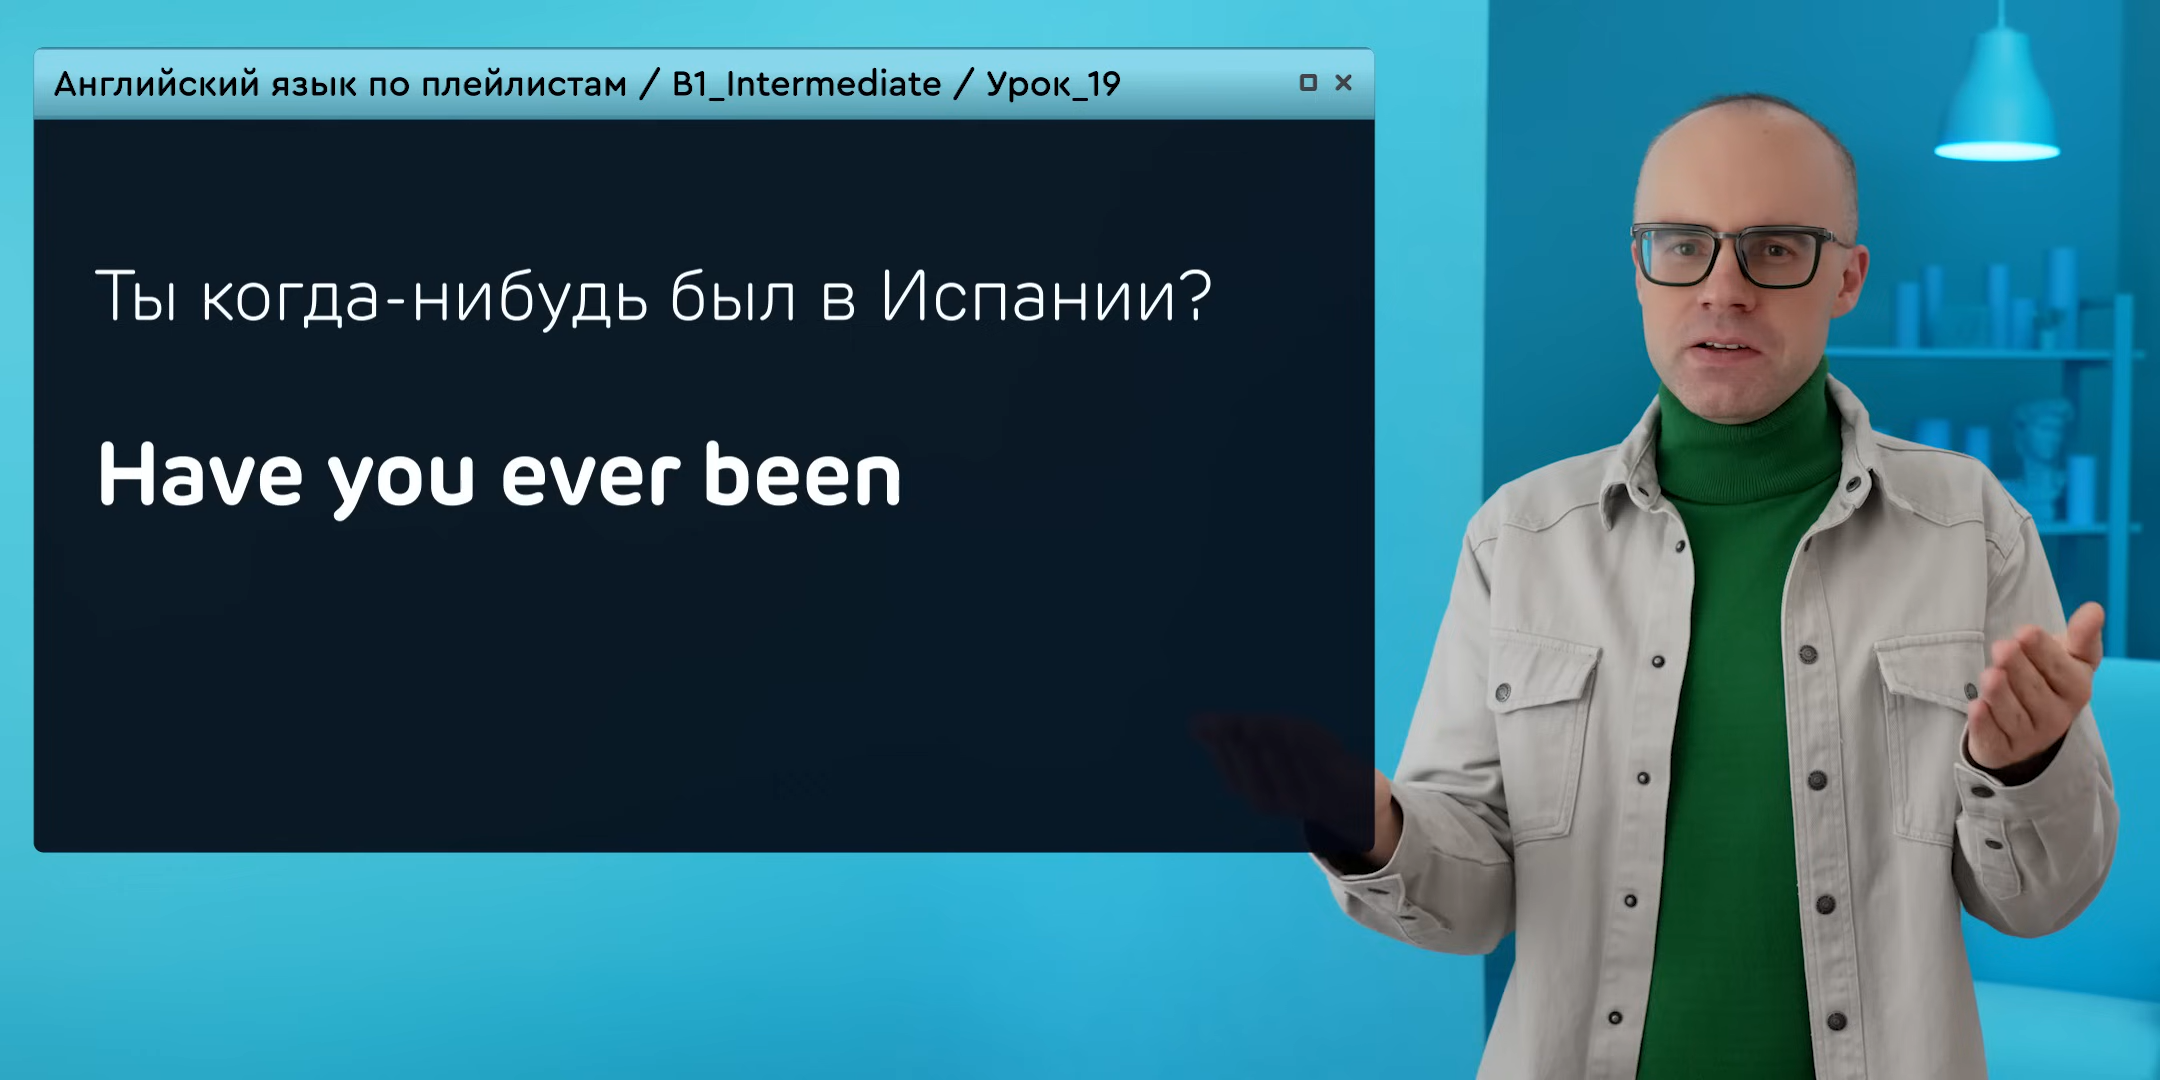 Английский язык по плейлистам / B1_Intermediate / Урок_19
Ты когда-нибудь был в Испании?
Have you ever been